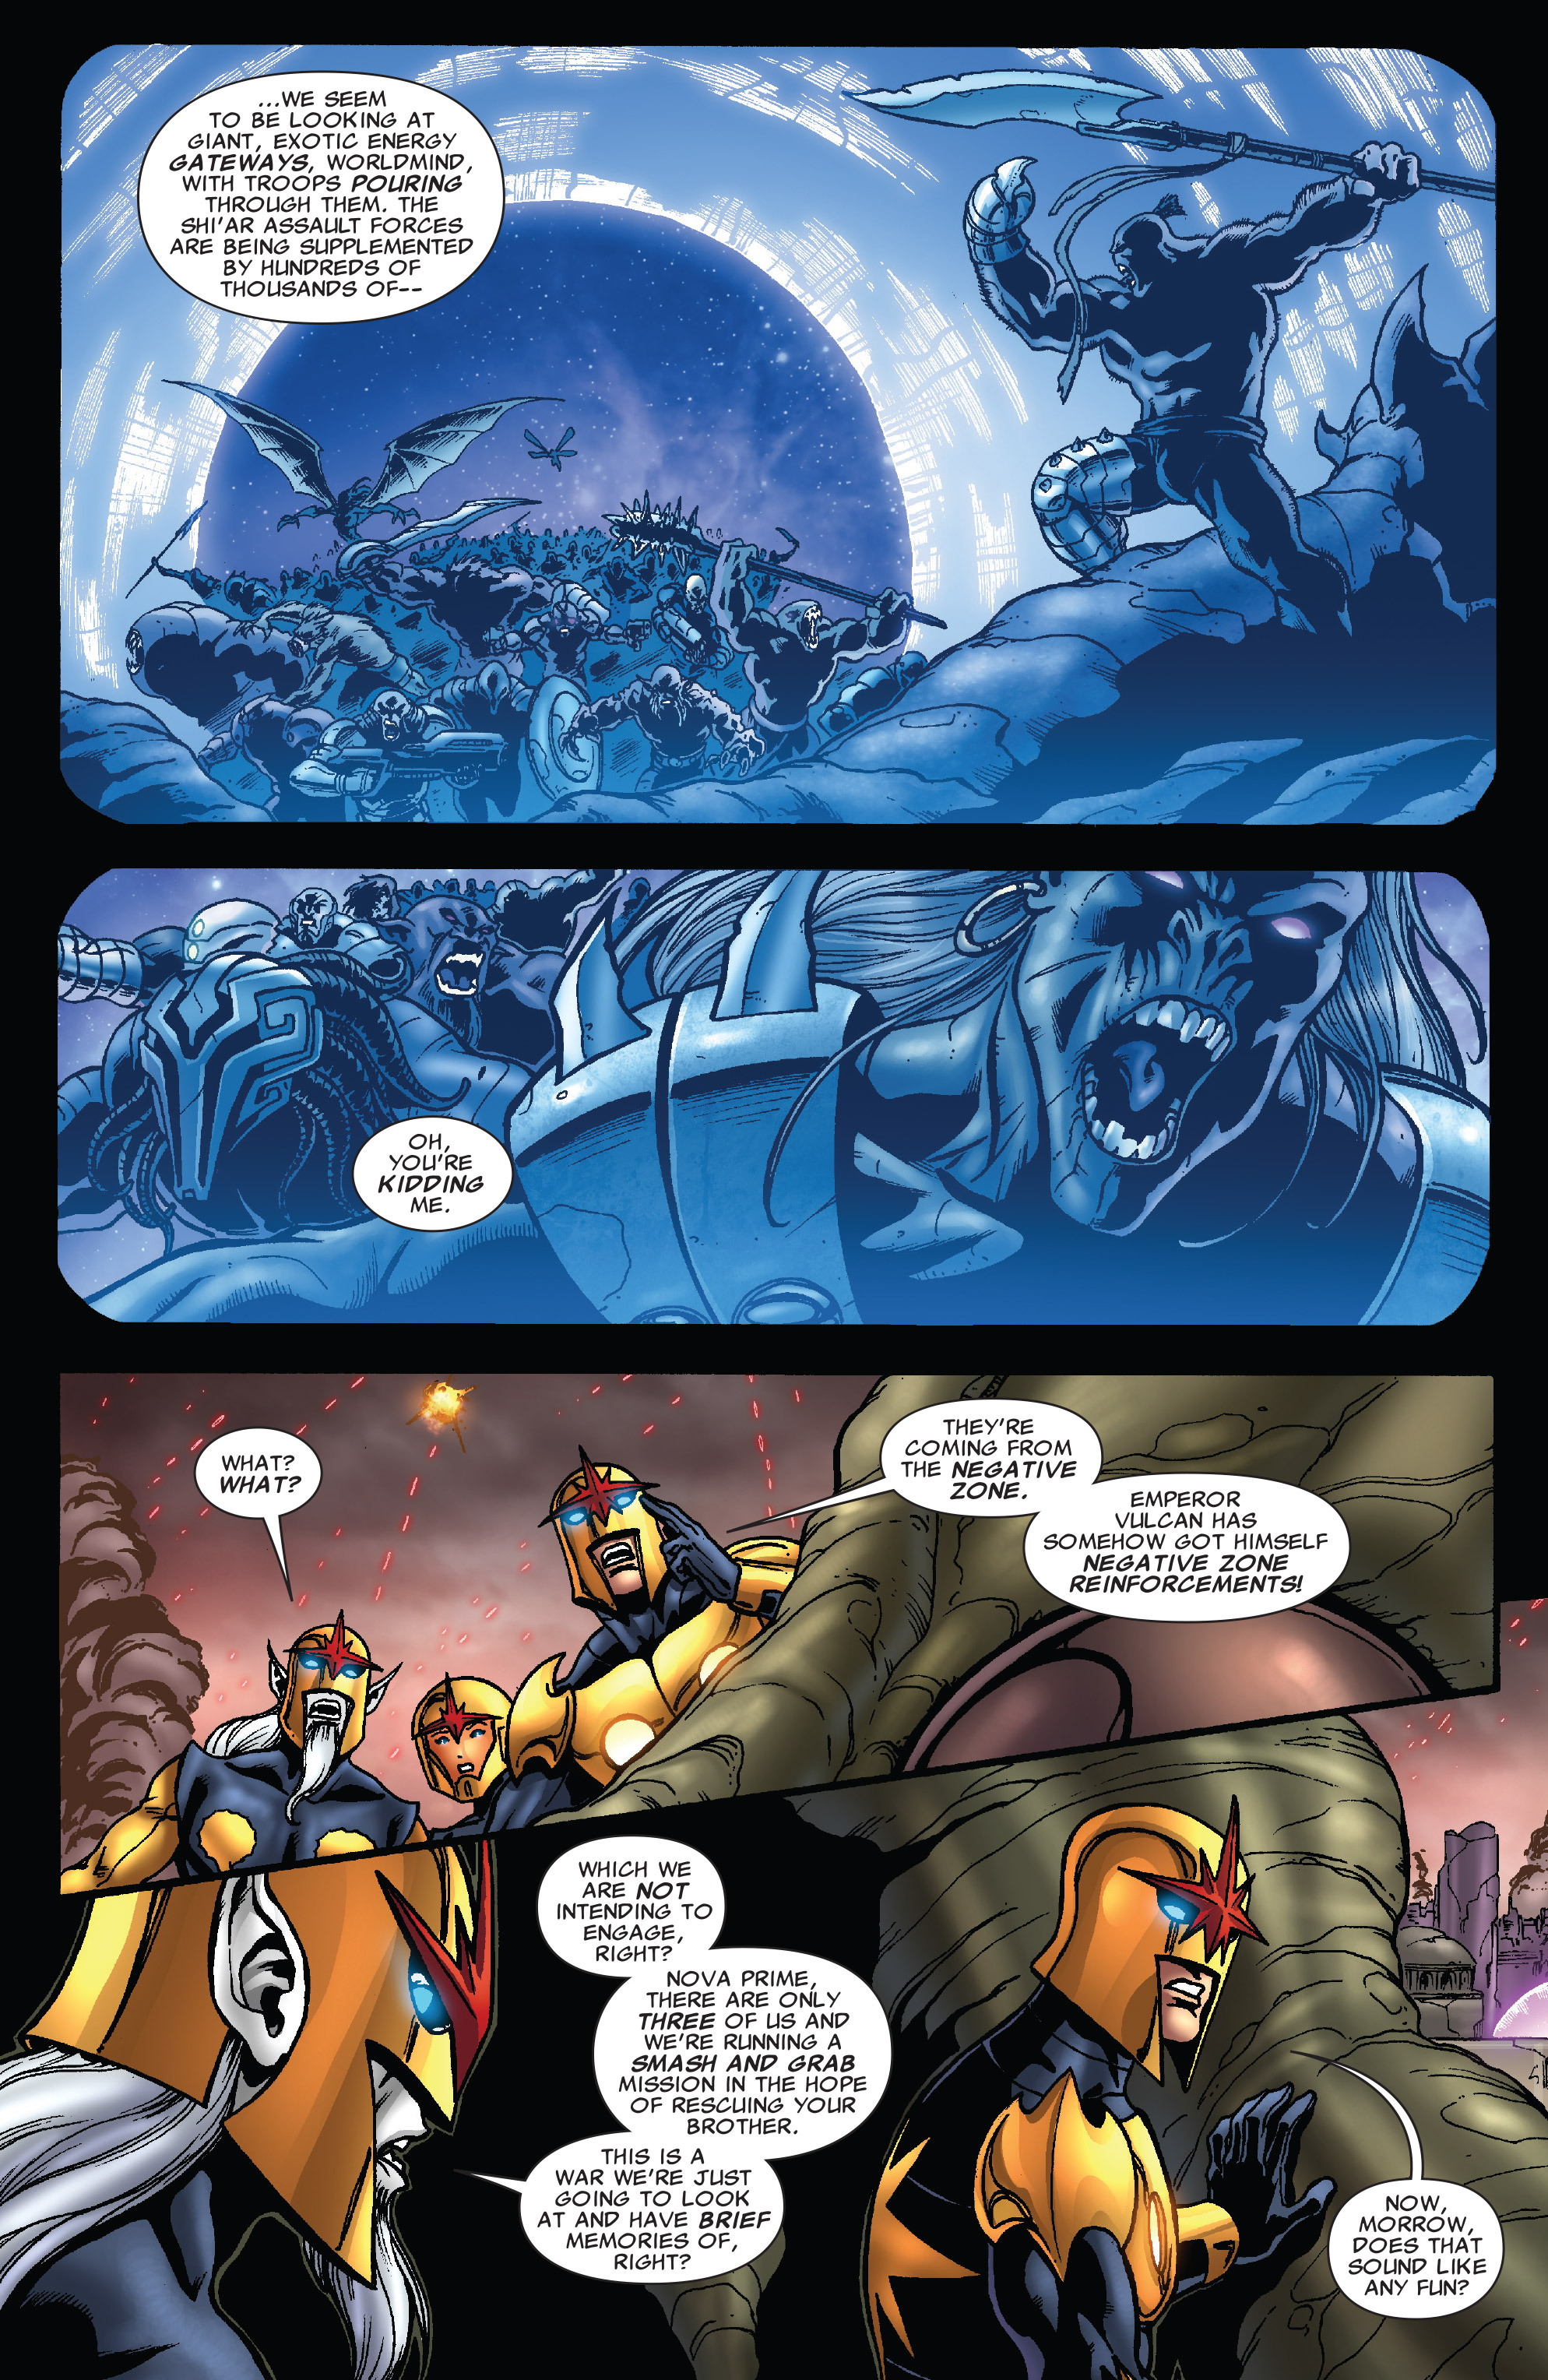 ...WE SEEM
TO BE LOOKING AT
GIANT, EXOTIC ENERGY
GATEWAYS, WORLDMIND,
WITH TROOPS POURING
THROUGH THEM. THE
SHI'AR ASSAULT FORCES
ARE BEING SUPPLEMENTED
BY HUNDREDS OF
THOUSANDS OF--
OH,
YOU'RE
KIDDING
ME.
WHAT?
WHAT?
THEY'RE
COMING FROM
THE NEGATIVE
ZONE.
EMPEROR
VULCAN HAS
SOMEHOW GOT HIMSELF
NEGATIVE ZONE
REINFORCEMENTS!
WHICH WE
ARE NOT
INTENDING TO
ENGAGE,
RIGHT?
NOVA PRIME,
THERE ARE ONLY
THREE OF US AND
WE'RE RUNNING A
SMASH AND GRAB
MISSION IN THE HOPE
OF RESCUING YOUR
BROTHER.
THIS IS A
WAR WE'RE JUST
GOING TO LOOK
AT AND HAVE BRIEF
MEMORIES OF,
RIGHT?
NOW,
MORROW,
DOES THAT
SOUND LIKE
ANY FUN?